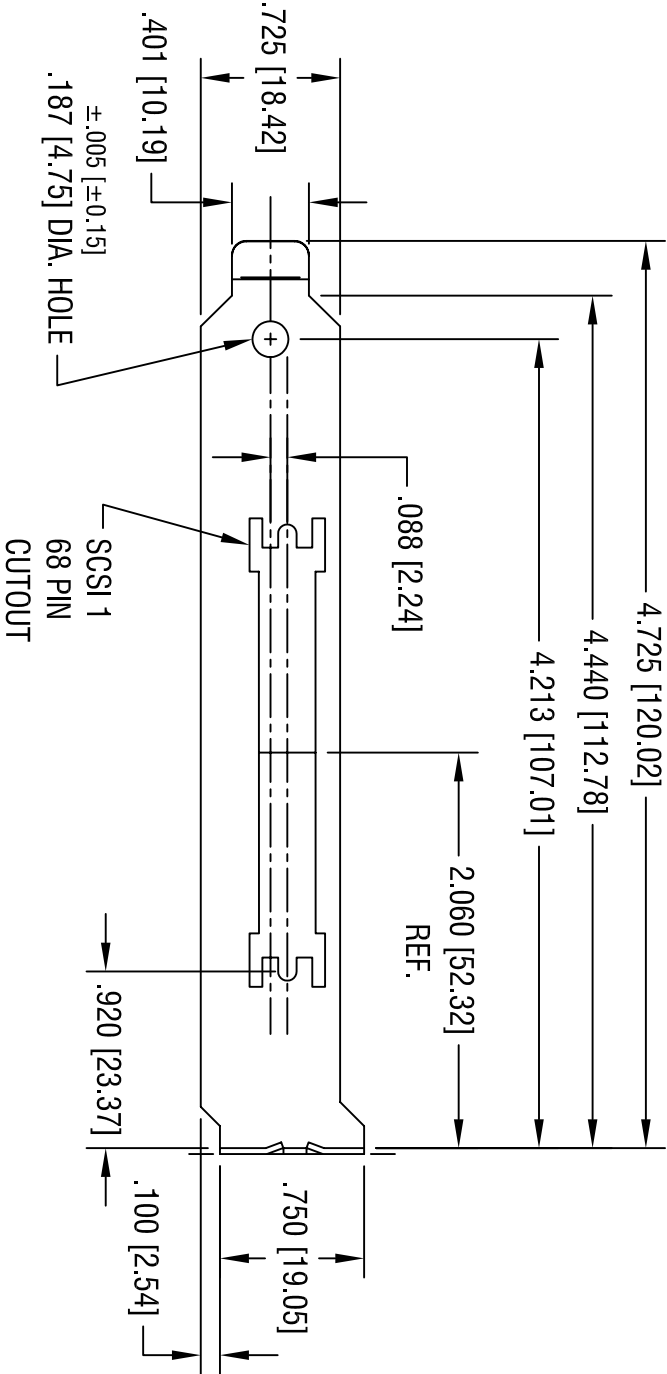 4.725 [120.02]
4.440 [112.78]
4.213 [107.01]
2.060 [52.32]
REF.
.088 [2.24]
.725 [18.42]
.401 [10.19]
±.005 [±0.15]
.187 [4.75] DIA. HOLE
SCSI 1
68 PIN
CUTOUT
.920 [23.37]
.750 [19.05]
.100 [2.54]